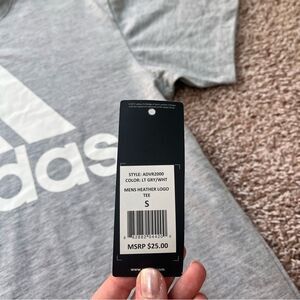 das
STYLE: ADVR2000
COLOR: LT GRY/WHT
MENS HEATHER LOGO
TEE
S
MSRP $25.00